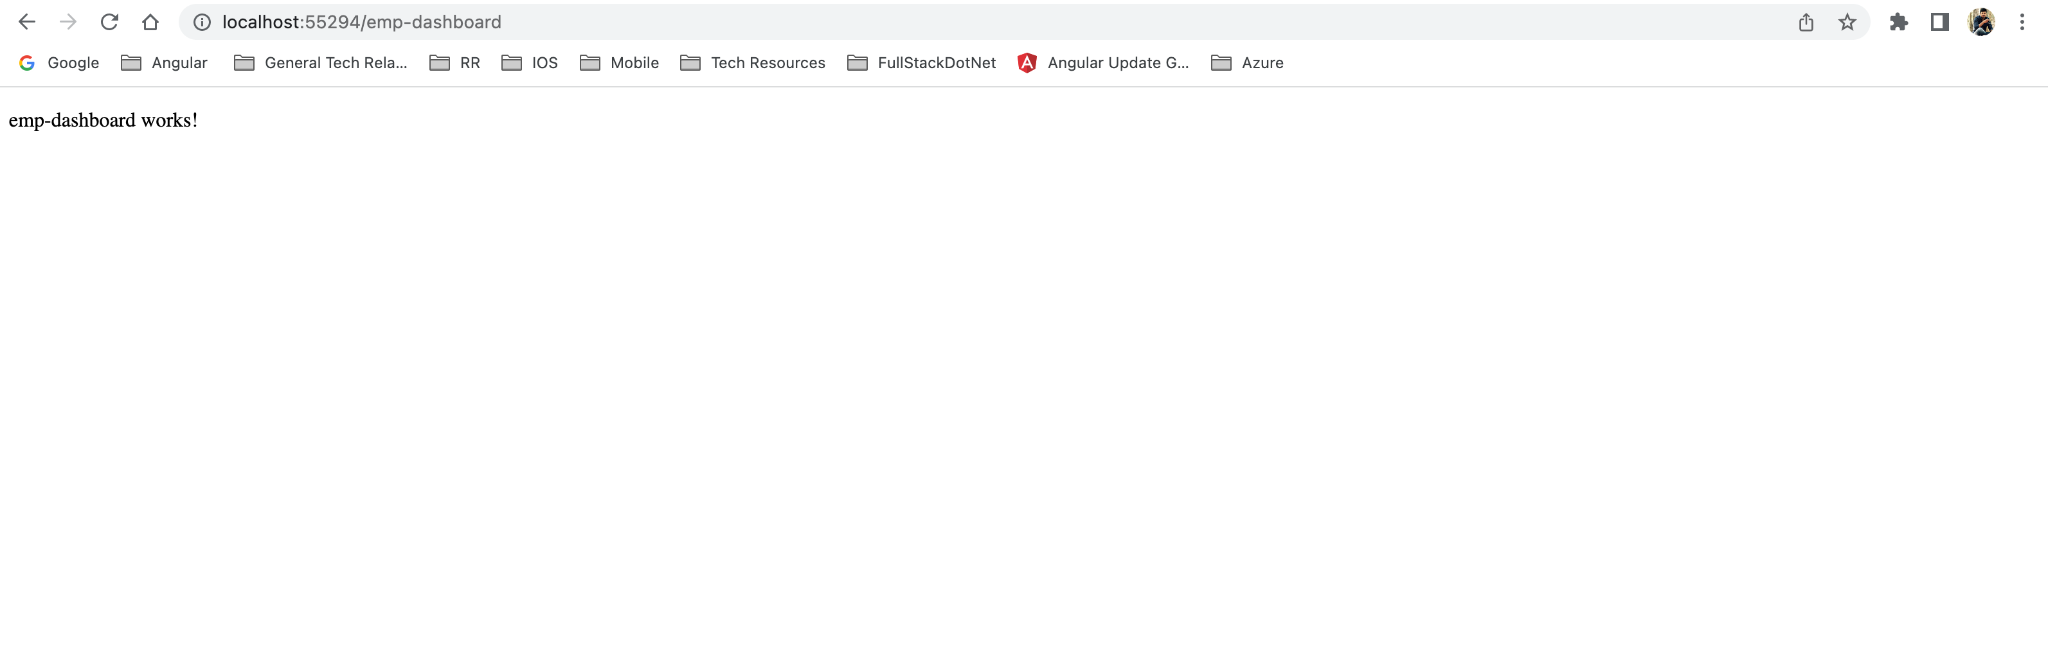 localhost:55294/emp-dashboard
Google Angular General Tech Rela... RR IOS Mobile Tech Resources FullStackDotNet Angular Update G... Azure
emp-dashboard works!